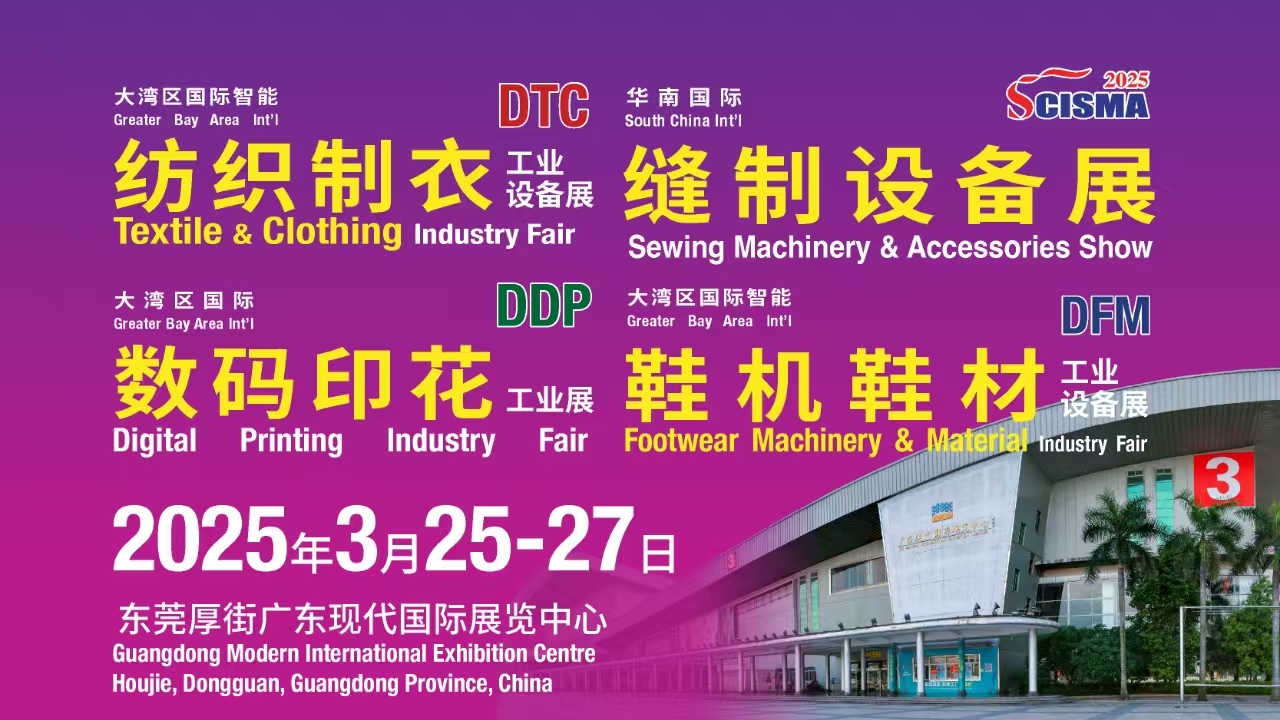 大湾区国际智能
Greater Bay Area Int'l
DTC
纺织制衣
工业
设备展
Textile & Clothing Industry Fair
华南国际
South China Int'l
2025
SCISMA
缝制设备展
Sewing Machinery & Accessories Show
大湾区国际
Greater Bay Area Int'l
DDP
数码印花 工业展
Digital Printing Industry Fair
大湾区国际智能
Greater Bay Area Int'l
DFM
鞋机鞋材
工业
设备展
Footwear Machinery & Material Industry Fair
3
3
2025年3月25-27日
东莞厚街广东现代国际展览中心
Guangdong Modern International Exhibition Centre
Houjie, Dongguan, Guangdong Province, China